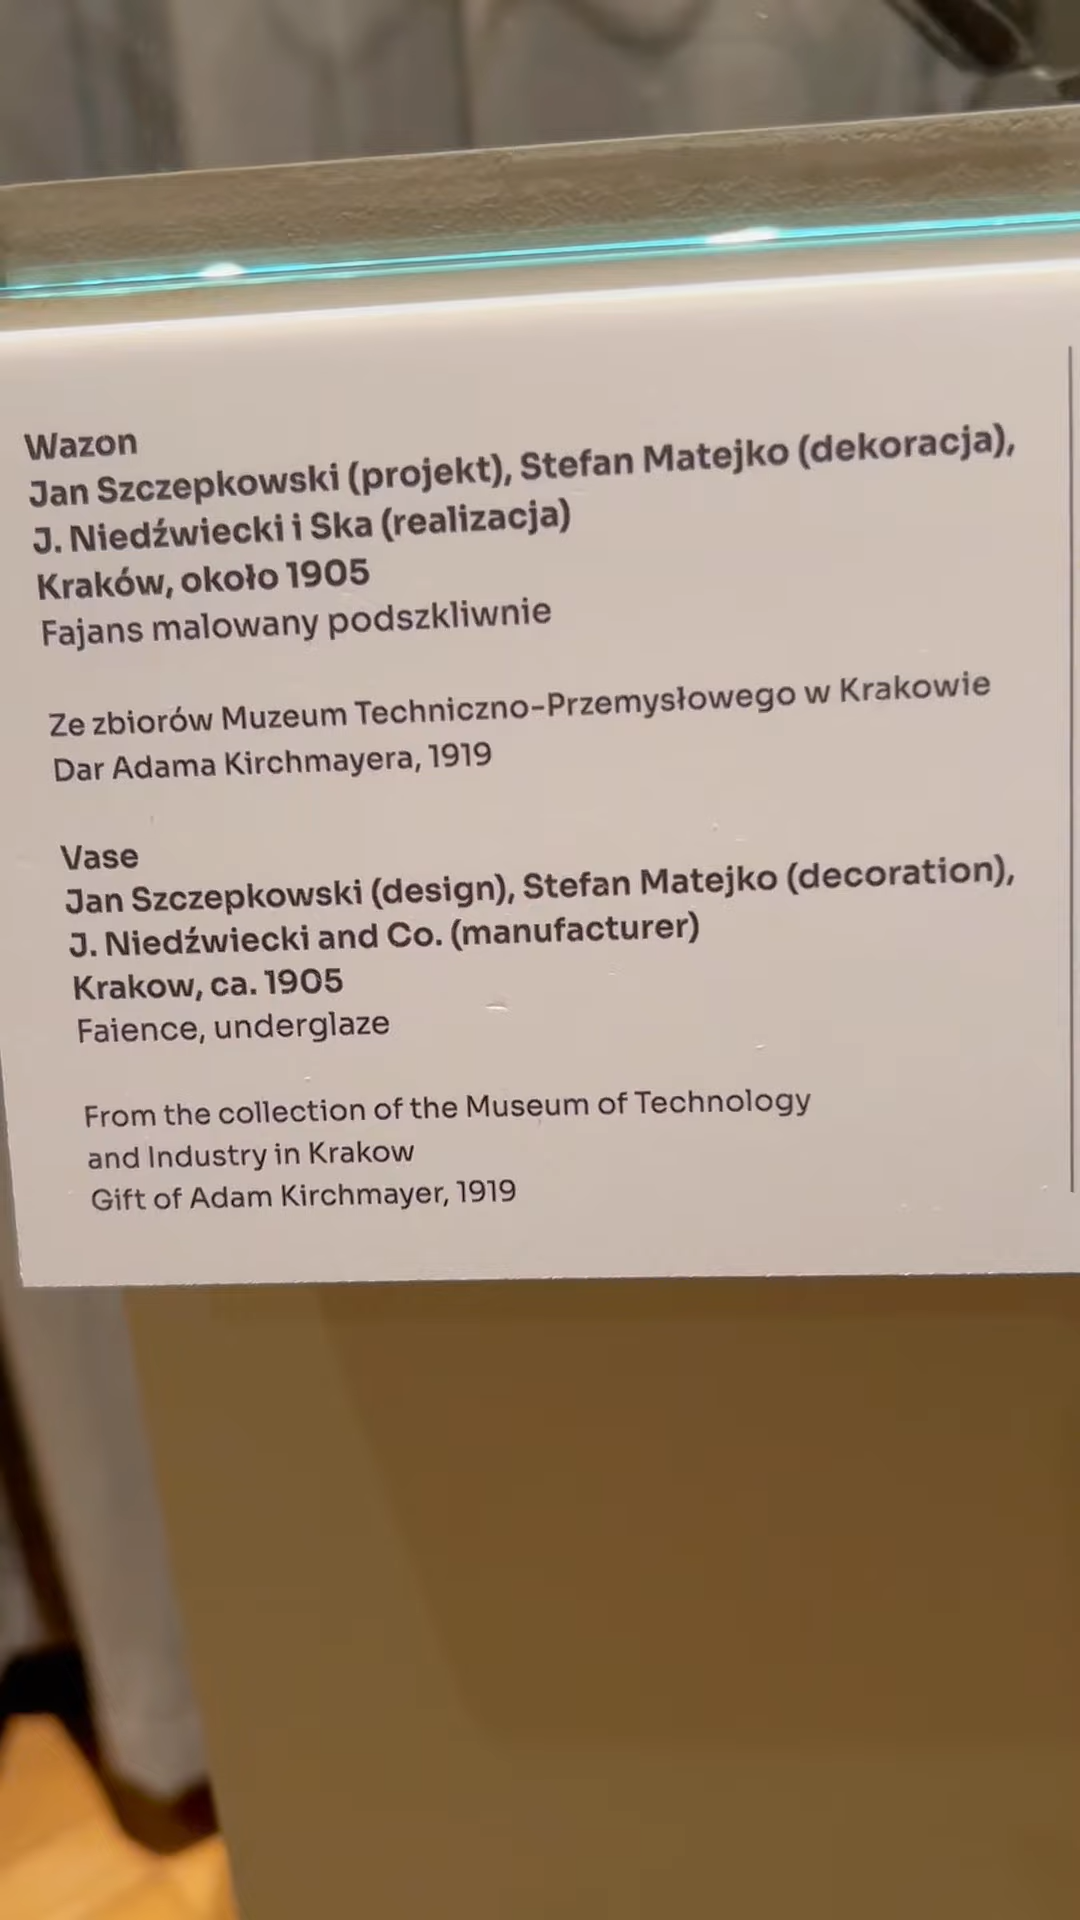 Wazon
Jan Szczepkowski (projekt), Stefan Matejko (dekoracja),
J. Niedźwiecki i Ska (realizacja)
Kraków, około 1905
Fajans malowany podszkliwnie
Ze zbiorów Muzeum Techniczno-Przemysłowego w Krakowie
Dar Adama Kirchmayera, 1919
Vase
Jan Szczepkowski (design), Stefan Matejko (decoration),
J. Niedźwiecki and Co. (manufacturer)
Krakow, ca. 1905
Faience, underglaze
From the collection of the Museum of Technology
and Industry in Krakow
Gift of Adam Kirchmayer, 1919